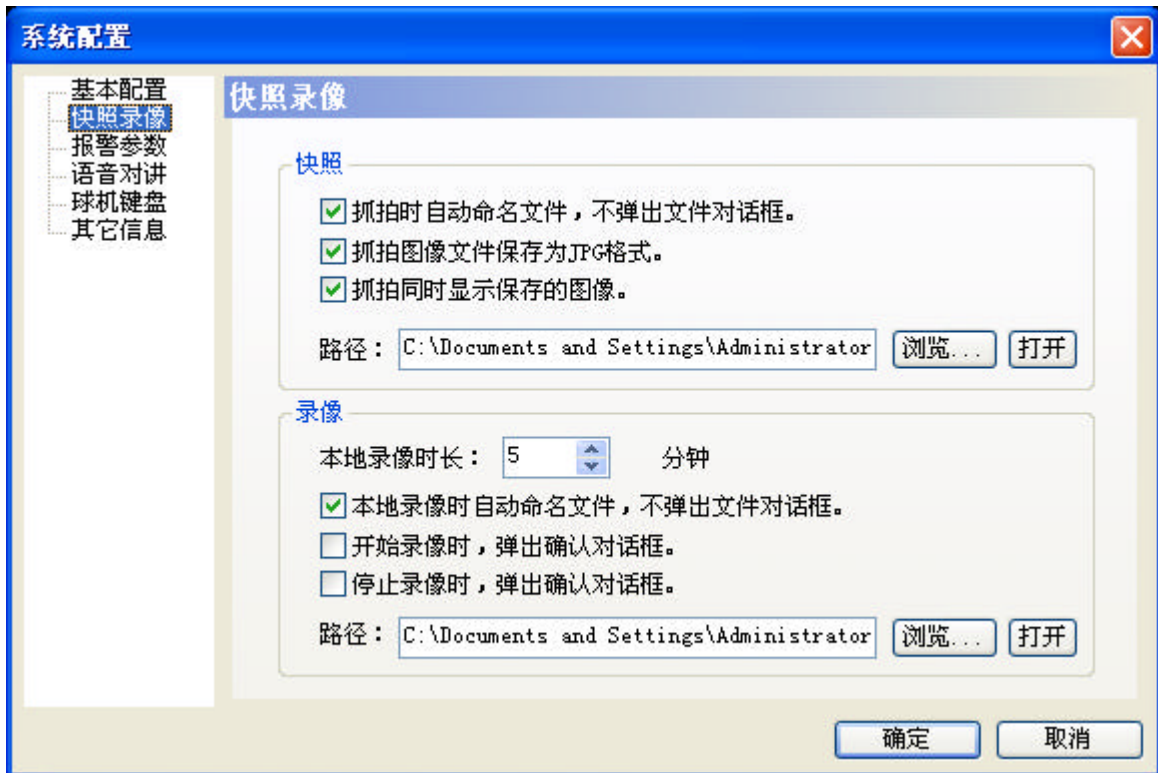 系统配置
基本配置
快照录像
报警参数
语音对讲
球机键盘
其它信息
快照录像
快照
抓拍时自动命名文件，不弹出文件对话框。
抓拍图像文件保存为JPG格式。
抓拍同时显示保存的图像。
路径： C:\Documents and Settings\Administrator 浏览... 打开
录像
本地录像时长： 5 分钟
本地录像时自动命名文件，不弹出文件对话框。
开始录像时，弹出确认对话框。
停止录像时，弹出确认对话框。
路径： C:\Documents and Settings\Administrator 浏览... 打开
确定 取消